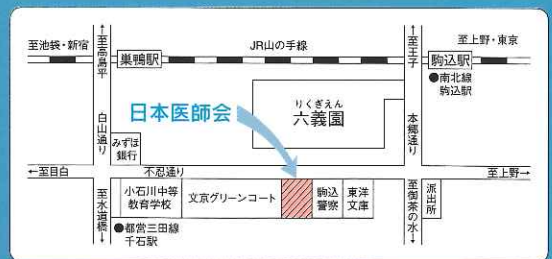 至池袋・新宿
至高島平
巣鴨駅
JR山の手線
至王子
至上野・東京
駒込駅
●南北線
駒込駅
りくぎえん
六義園
日本医師会
白山通り
本郷通り
みずほ
銀行
←至目白
不忍通り
至上野→
至水道橋
小石川中等
教育学校
文京グリーンコート
駒込
警察
東洋
文庫
至御茶の水
派出所
●都営三田線
千石駅